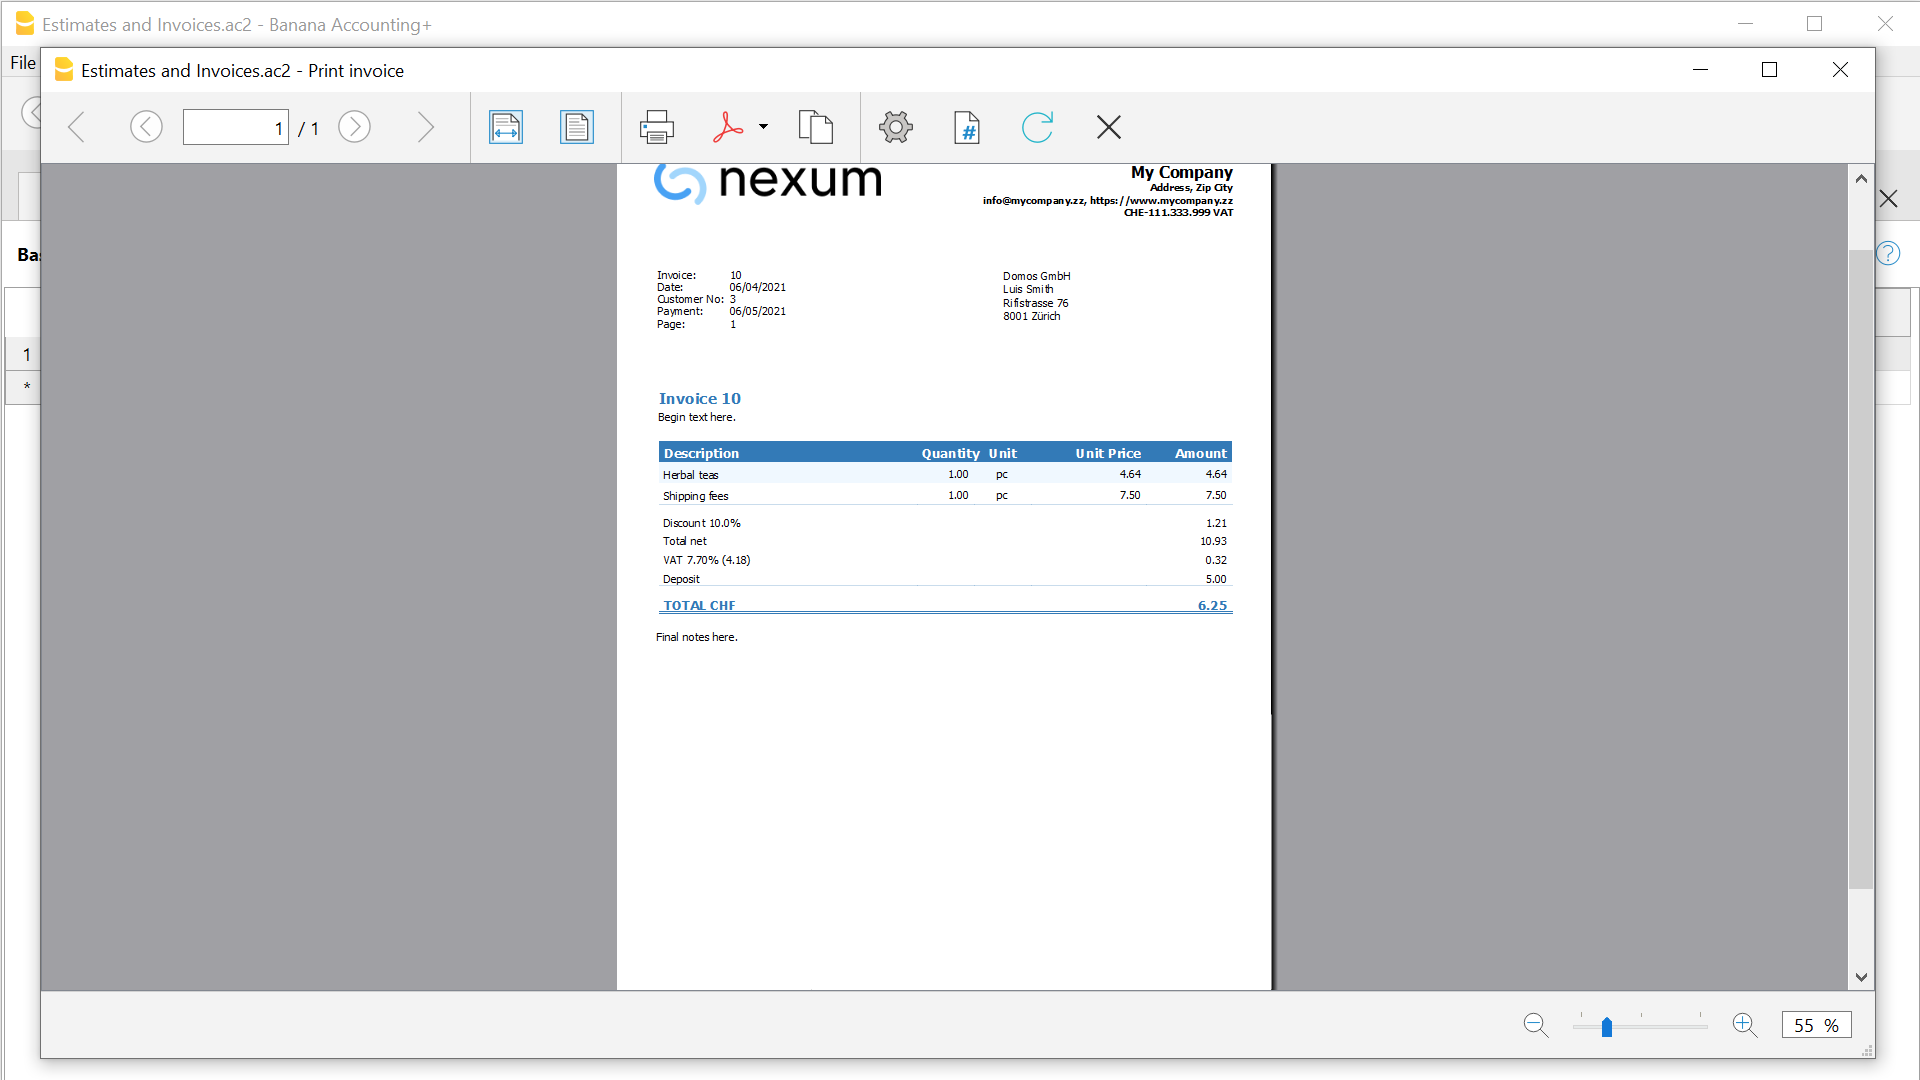 Estimates and Invoices.ac2 - Banana Accounting+
File
Estimates and Invoices.ac2 - Print invoice
1 / 1
nexum
My Company
Address, Zip City
info@mycompany.zz, https://www.mycompany.zz
CHE-111.333.999 VAT
Invoice: 10
Date: 06/04/2021
Customer No: 3
Payment: 06/05/2021
Page: 1
Domos GmbH
Luis Smith
Rifistrasse 76
8001 Zürich
Invoice 10
Begin text here.
Description Quantity Unit Unit Price Amount
Herbal teas 1.00 pc 4.64 4.64
Shipping fees 1.00 pc 7.50 7.50
Discount 10.0% 1.21
Total net 10.93
VAT 7.70% (4.18) 0.32
Deposit 5.00
TOTAL CHF 6.25
Final notes here.
1
*
55 %